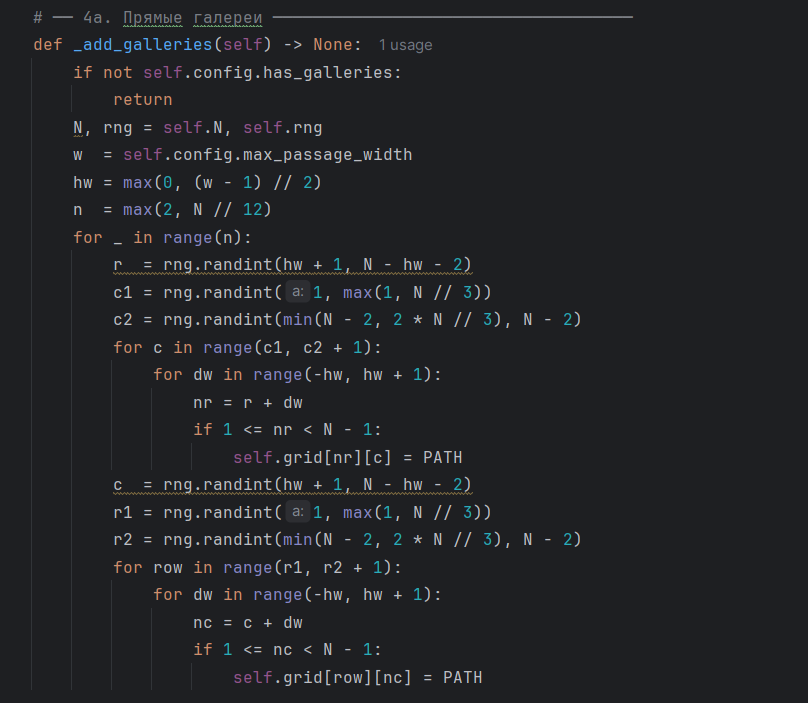 # —— 4а. Прямые галереи ——————————————————
def _add_galleries(self) -> None: 1 usage
    if not self.config.has_galleries:
        return
    N, rng = self.N, self.rng
    w  = self.config.max_passage_width
    hw = max(0, (w - 1) // 2)
    n  = max(2, N // 12)
    for _ in range(n):
        r  = rng.randint(hw + 1, N - hw - 2)
        c1 = rng.randint( a: 1, max(1, N // 3))
        c2 = rng.randint(min(N - 2, 2 * N // 3), N - 2)
        for c in range(c1, c2 + 1):
            for dw in range(-hw, hw + 1):
                nr = r + dw
                if 1 <= nr < N - 1:
                    self.grid[nr][c] = PATH
        c  = rng.randint(hw + 1, N - hw - 2)
        r1 = rng.randint( a: 1, max(1, N // 3))
        r2 = rng.randint(min(N - 2, 2 * N // 3), N - 2)
        for row in range(r1, r2 + 1):
            for dw in range(-hw, hw + 1):
                nc = c + dw
                if 1 <= nc < N - 1:
                    self.grid[row][nc] = PATH